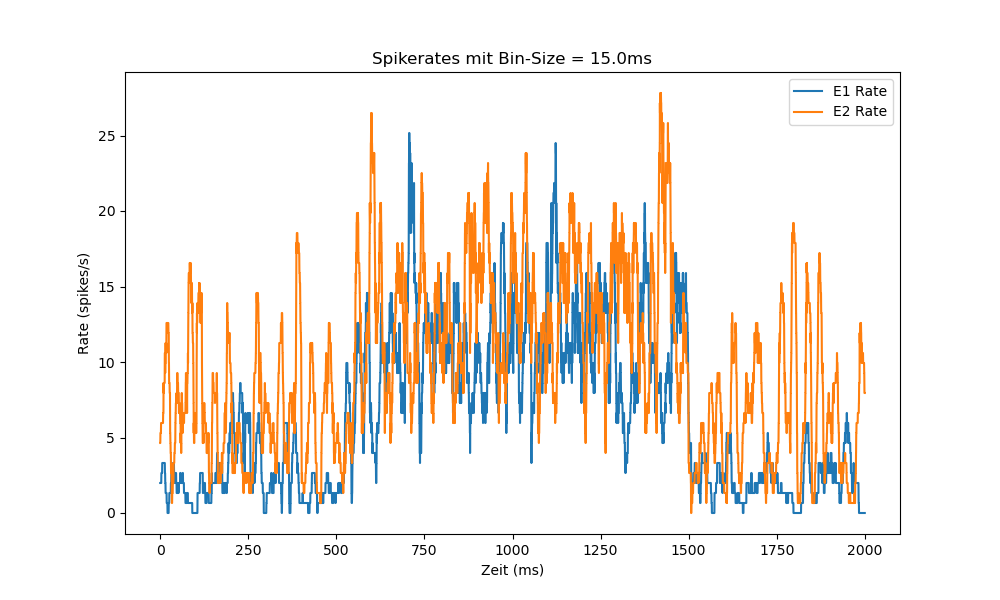 Spikerates mit Bin-Size = 15.0ms
E1 Rate
E2 Rate
Rate (spikes/s)
25
20
15
10
5
0
0 250 500 750 1000 1250 1500 1750 2000
Zeit (ms)